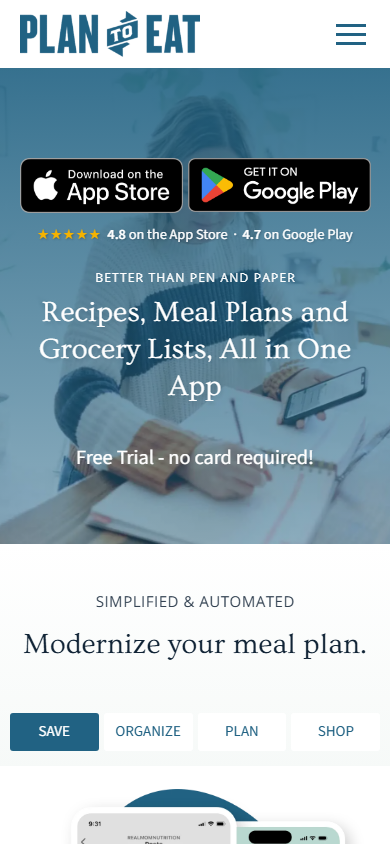 PLAN TO EAT
Download on the
App Store
GET IT ON
Google Play
★★★★★ 4.8 on the App Store · 4.7 on Google Play
BETTER THAN PEN AND PAPER
Recipes, Meal Plans and
Grocery Lists, All in One
App
Free Trial - no card required!
SIMPLIFIED & AUTOMATED
Modernize your meal plan.
SAVE
ORGANIZE
PLAN
SHOP
9:31
REALMOMNUTRITION